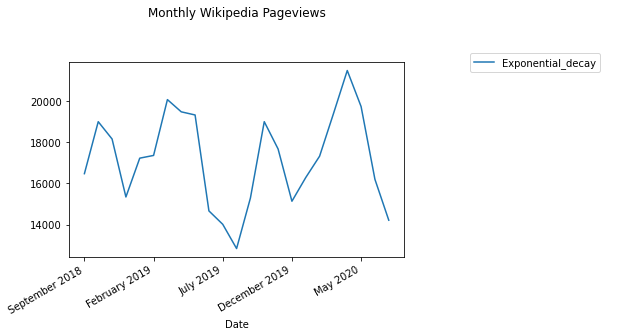 Monthly Wikipedia Pageviews
Exponential_decay
20000
18000
16000
14000
September 2018
February 2019
July 2019
December 2019
May 2020
Date